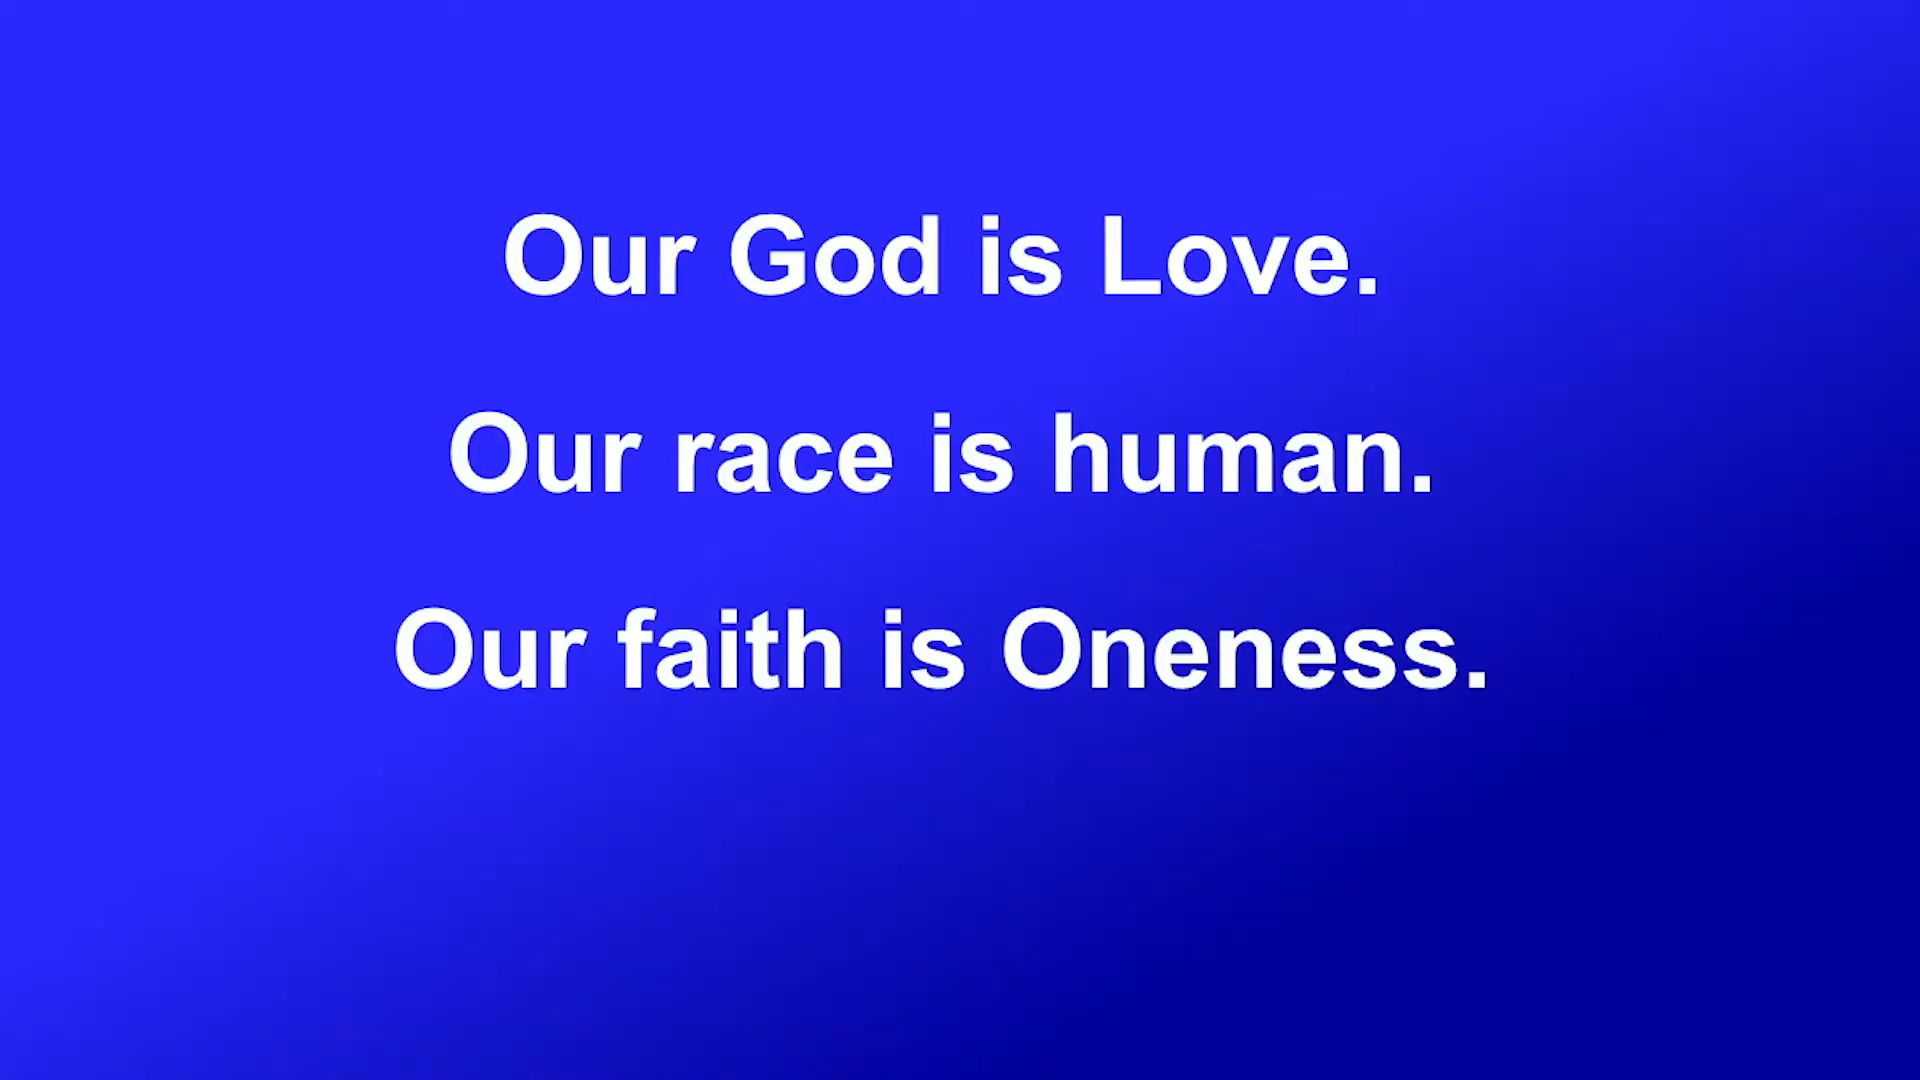 Our God is Love.
Our race is human.
Our faith is Oneness.